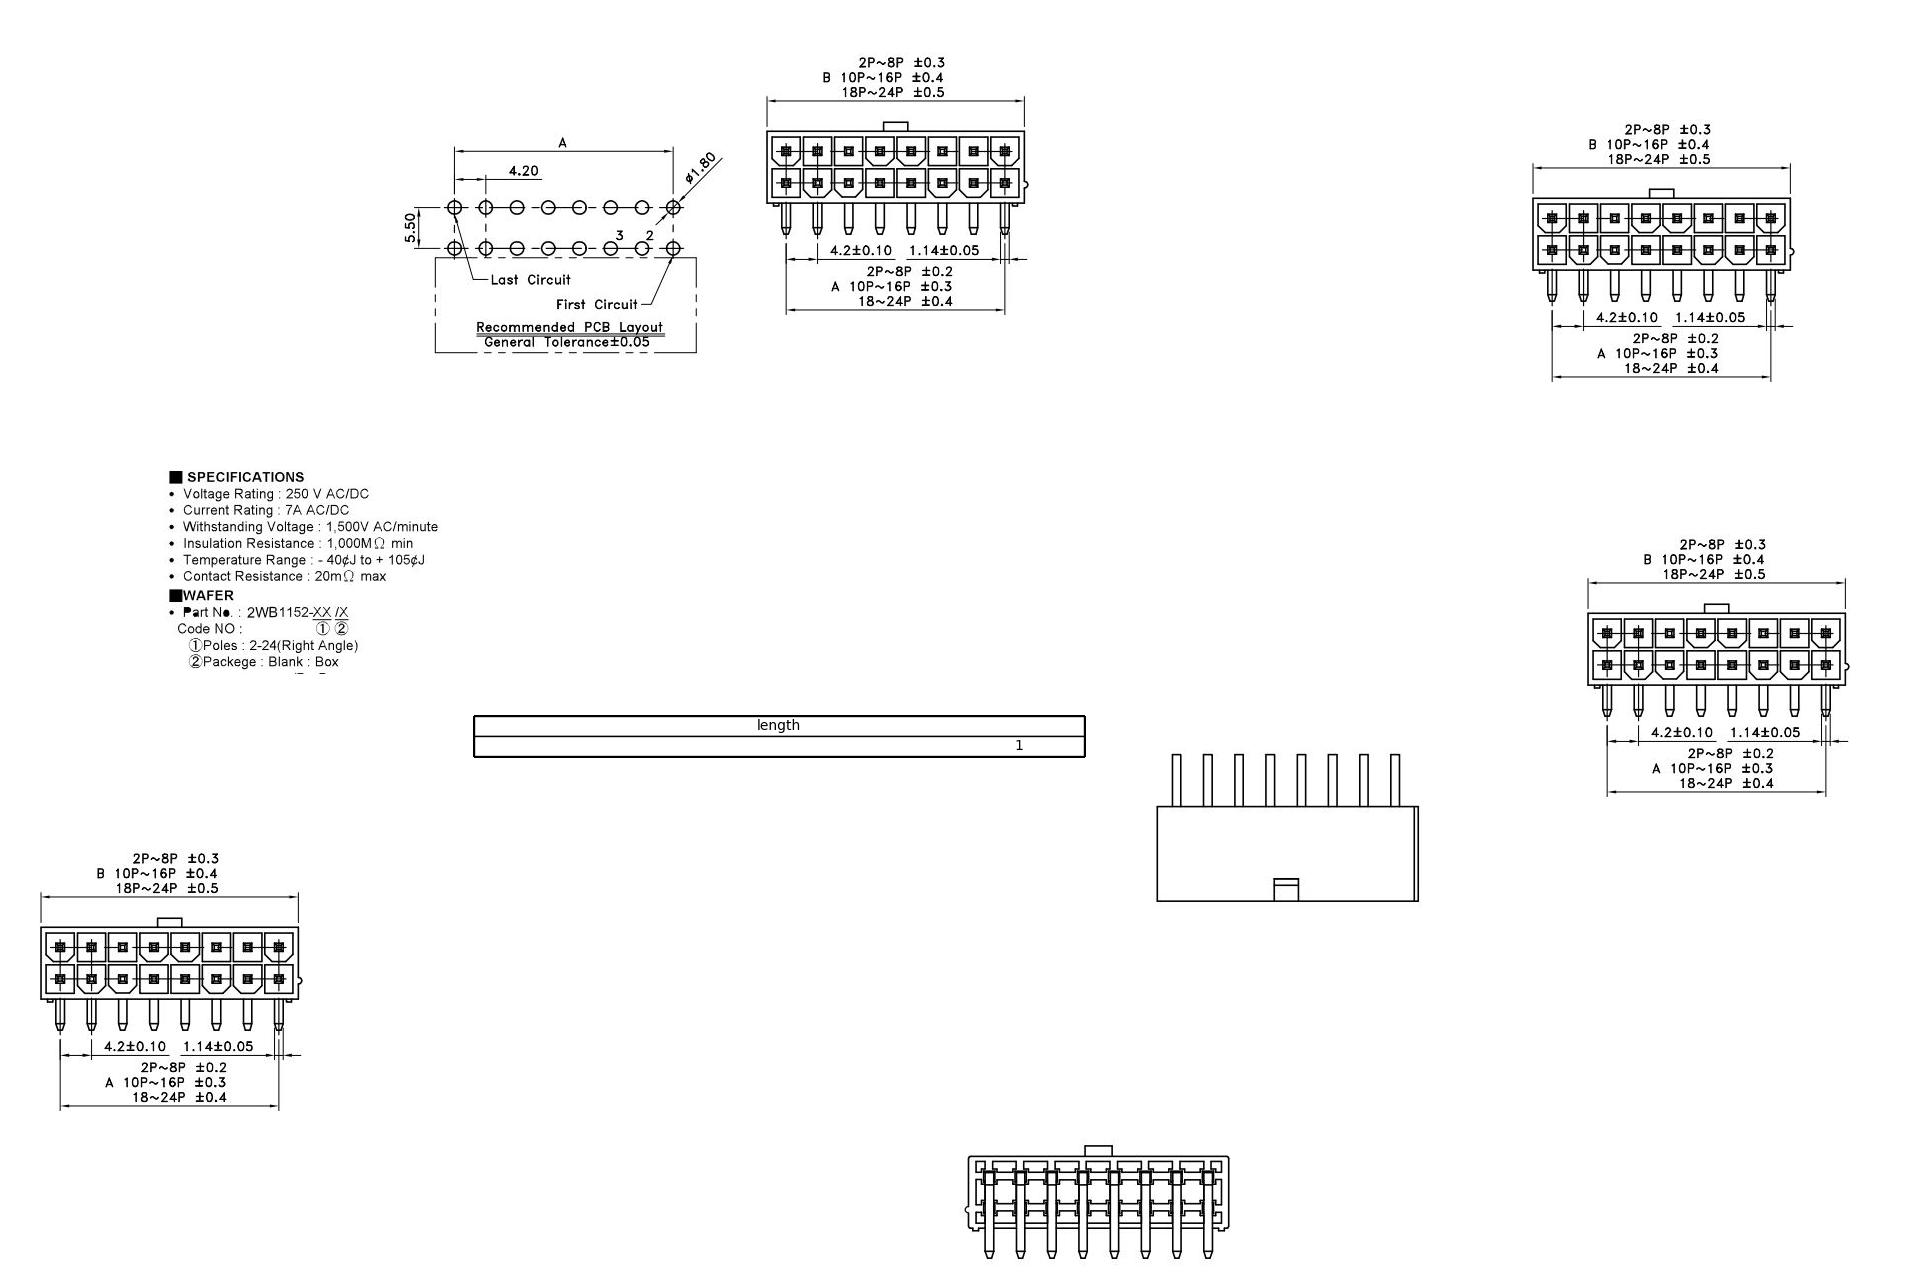 2P~8P ±0.3
B 10P~16P ±0.4
18P~24P ±0.5
4.2±0.10 1.14±0.05
2P~8P ±0.2
A 10P~16P ±0.3
18~24P ±0.4
A
4.20
ø1.80
5.50
3 2
Last Circuit
First Circuit
Recommended PCB Layout
General Tolerance±0.05
2P~8P ±0.3
B 10P~16P ±0.4
18P~24P ±0.5
4.2±0.10 1.14±0.05
2P~8P ±0.2
A 10P~16P ±0.3
18~24P ±0.4
■ SPECIFICATIONS
• Voltage Rating : 250 V AC/DC
• Current Rating : 7A AC/DC
• Withstanding Voltage : 1,500V AC/minute
• Insulation Resistance : 1,000MΩ min
• Temperature Range : - 40¢J to + 105¢J
• Contact Resistance : 20mΩ max
■WAFER
• Part No. : 2WB1152-XX /X
Code NO : ① ②
①Poles : 2-24(Right Angle)
②Packege : Blank : Box
2P~8P ±0.3
B 10P~16P ±0.4
18P~24P ±0.5
4.2±0.10 1.14±0.05
2P~8P ±0.2
A 10P~16P ±0.3
18~24P ±0.4
length
1
2P~8P ±0.3
B 10P~16P ±0.4
18P~24P ±0.5
4.2±0.10 1.14±0.05
2P~8P ±0.2
A 10P~16P ±0.3
18~24P ±0.4